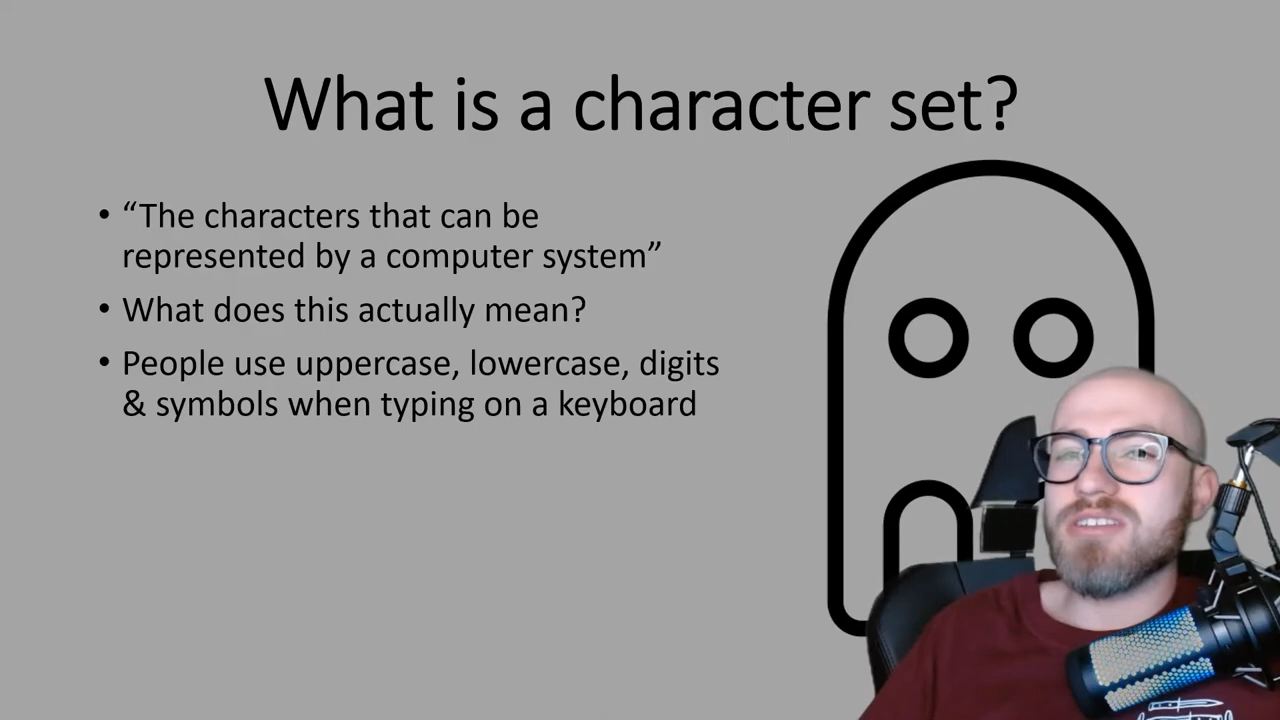 What is a character set?
• “The characters that can be
represented by a computer system”
• What does this actually mean?
• People use uppercase, lowercase, digits
& symbols when typing on a keyboard